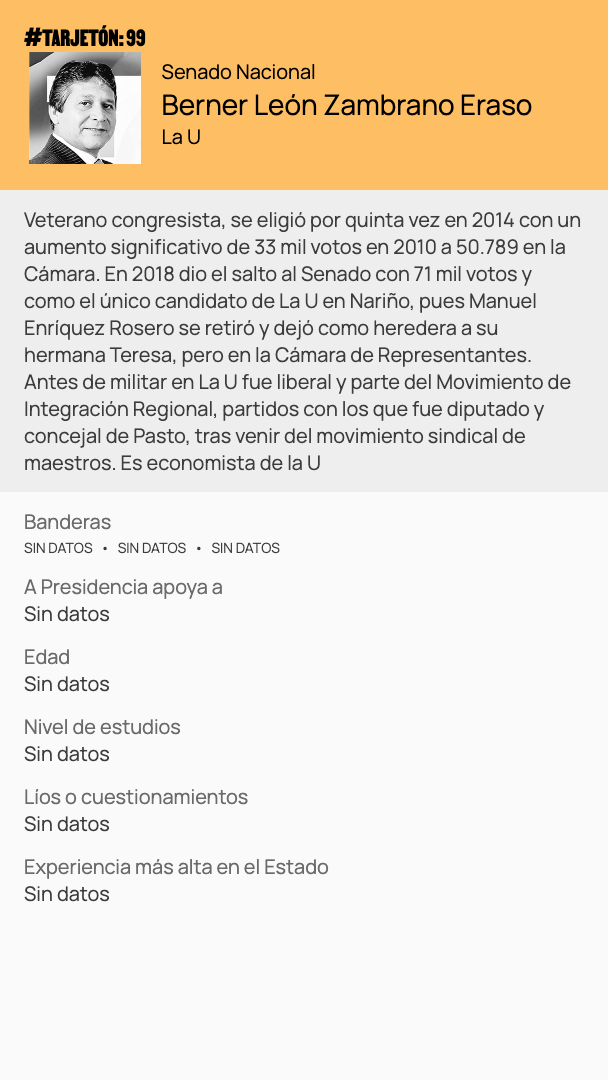 #TARJETÓN: 99
Senado Nacional
Berner León Zambrano Eraso
La U
Veterano congresista, se eligió por quinta vez en 2014 con un
aumento significativo de 33 mil votos en 2010 a 50.789 en la
Cámara. En 2018 dio el salto al Senado con 71 mil votos y
como el único candidato de La U en Nariño, pues Manuel
Enríquez Rosero se retiró y dejó como heredera a su
hermana Teresa, pero en la Cámara de Representantes.
Antes de militar en La U fue liberal y parte del Movimiento de
Integración Regional, partidos con los que fue diputado y
concejal de Pasto, tras venir del movimiento sindical de
maestros. Es economista de la U
Banderas
SIN DATOS • SIN DATOS • SIN DATOS
A Presidencia apoya a
Sin datos
Edad
Sin datos
Nivel de estudios
Sin datos
Líos o cuestionamientos
Sin datos
Experiencia más alta en el Estado
Sin datos